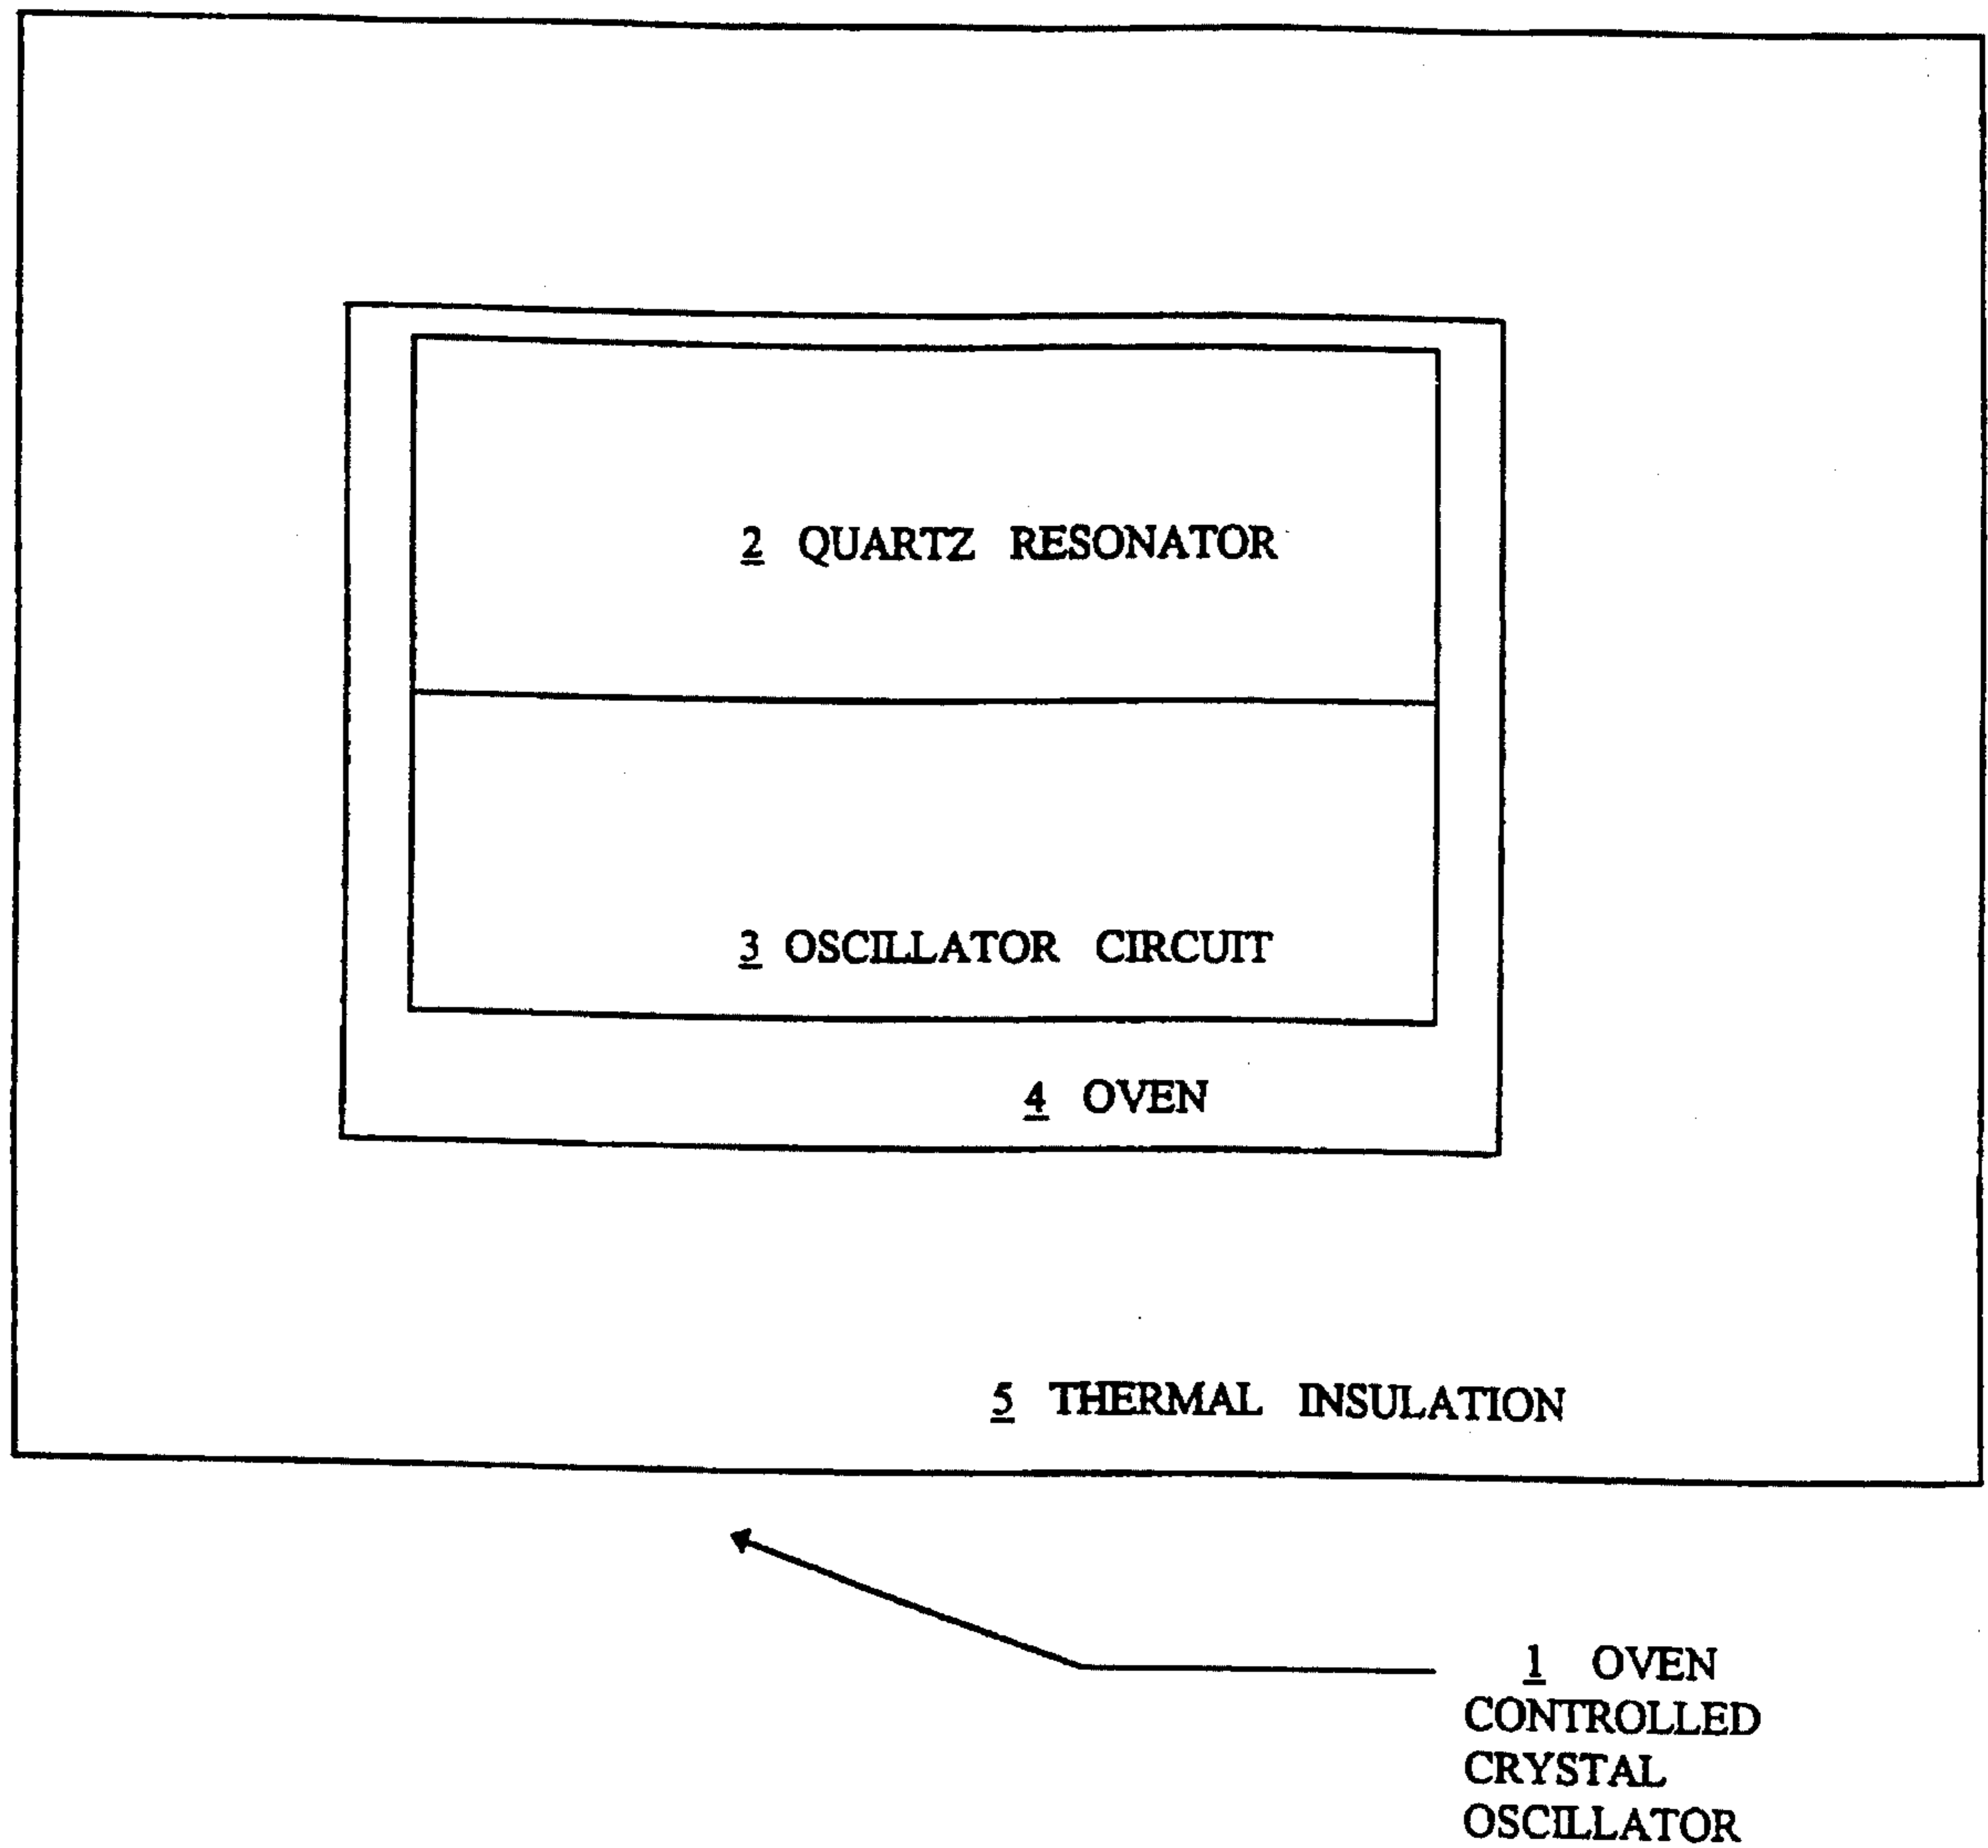 2 QUARTZ RESONATOR
3 OSCILLATOR CIRCUIT
4 OVEN
5 THERMAL INSULATION
1 OVEN
CONTROLLED
CRYSTAL
OSCILLATOR